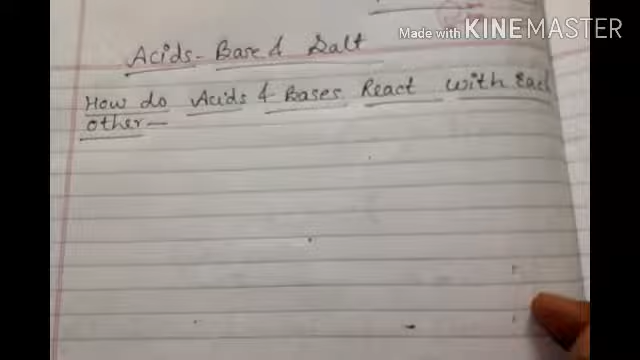 Made with KINEMASTER
Acids - Base & Salt
How do Acids & Bases React with Each
other —